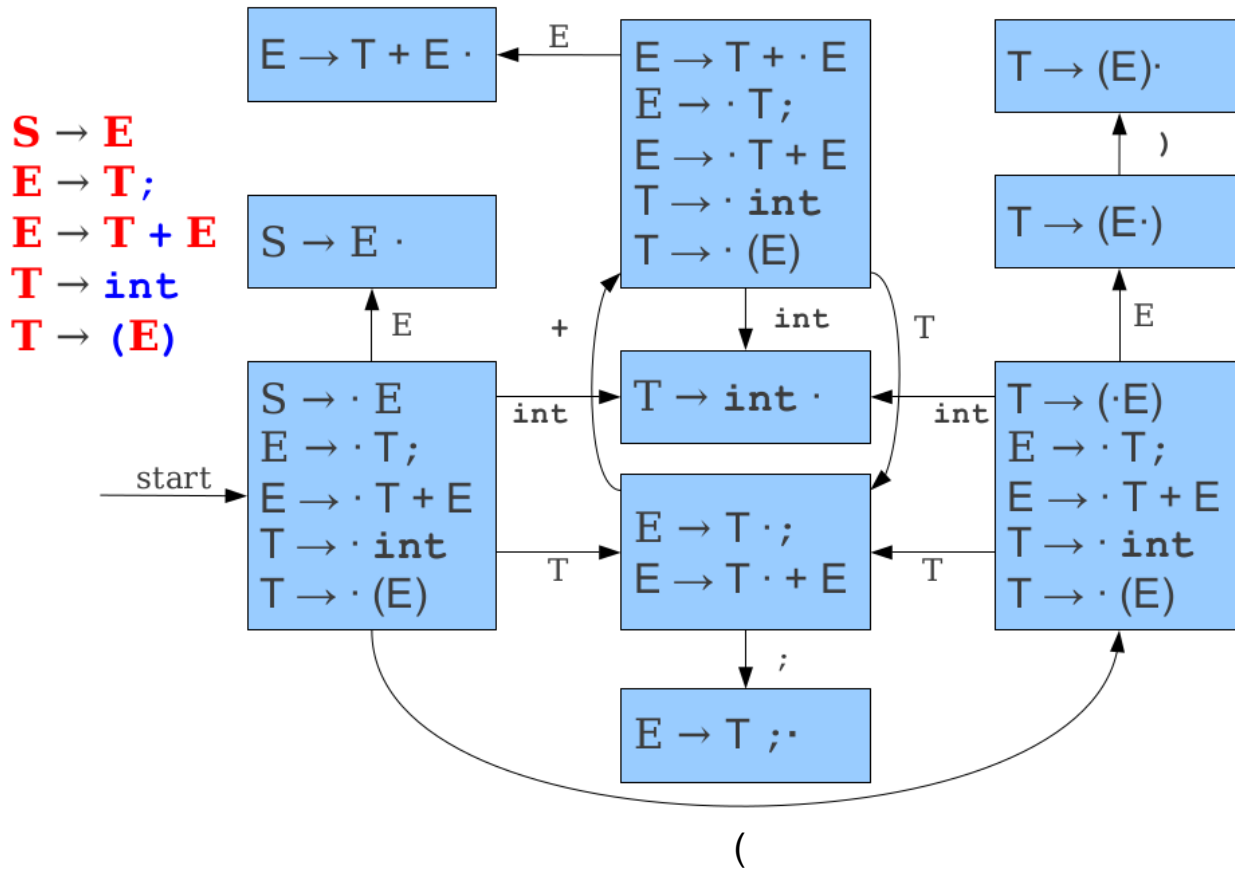 S → E
E → T ;
E → T + E
T → int
T → (E)
E → T + E ·
E
E → T + · E
E → · T ;
E → · T + E
T → · int
T → · (E)
T → (E)·
)
T → (E·)
S → E ·
E
+
int
T
E
start
S → · E
E → · T ;
E → · T + E
T → · int
T → · (E)
int
T → int ·
int
T → (·E)
E → · T ;
E → · T + E
T → · int
T → · (E)
T
E → T · ;
E → T · + E
T
;
E → T ;·
(